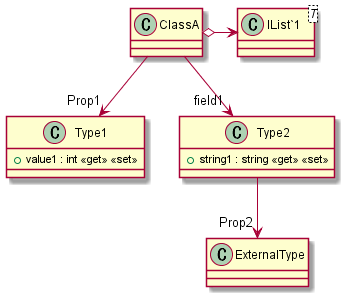 C ClassA
C IList`1
T
Prop1
field1
C Type1
value1 : int «get» «set»
C Type2
string1 : string «get» «set»
Prop2
C ExternalType